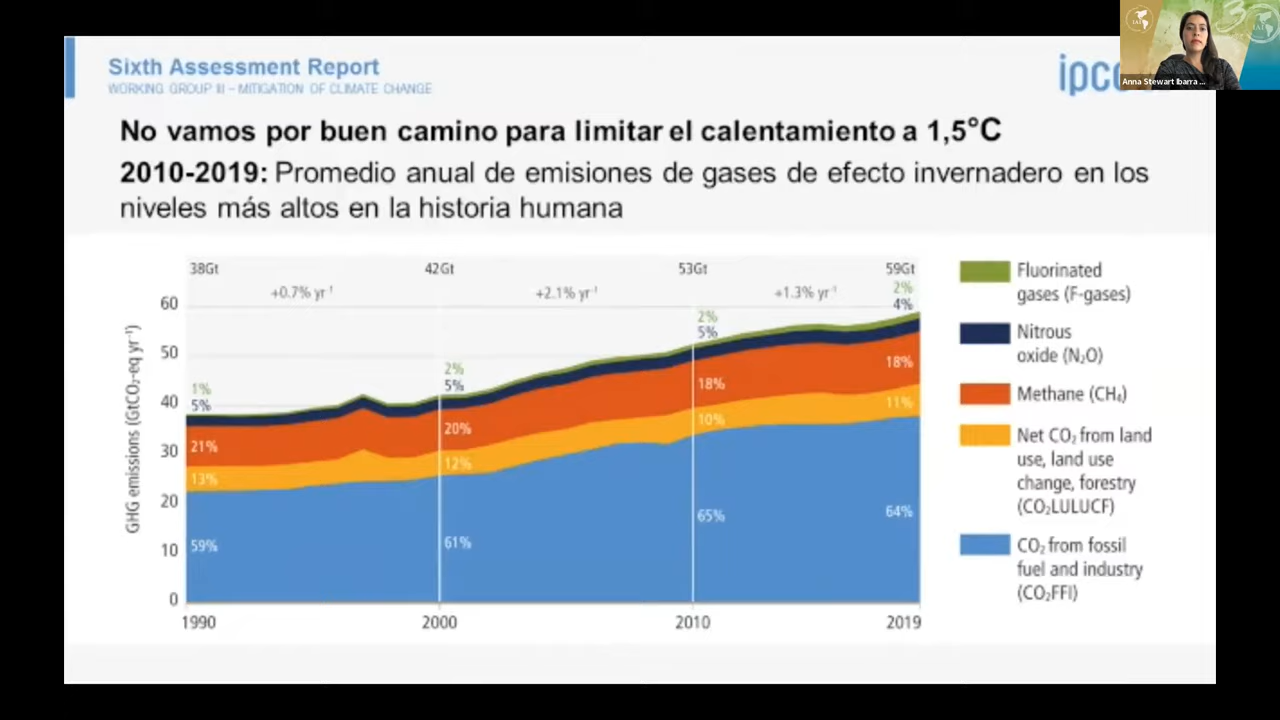 Sixth Assessment Report
WORKING GROUP III – MITIGATION OF CLIMATE CHANGE
ipcc
IAI
IAI
Anna Stewart Ibarra ...
No vamos por buen camino para limitar el calentamiento a 1,5°C
2010-2019: Promedio anual de emisiones de gases de efecto invernadero en los
niveles más altos en la historia humana
38Gt 42Gt 53Gt 59Gt
+0.7% yr⁻¹ +2.1% yr⁻¹ +1.3% yr⁻¹
GHG emissions (GtCO₂-eq yr⁻¹)
60
50
40
30
20
10
0
1%
5%
21%
13%
59%
2%
5%
20%
12%
61%
2%
5%
18%
10%
65%
2%
4%
18%
11%
64%
1990 2000 2010 2019
Fluorinated
gases (F-gases)
Nitrous
oxide (N₂O)
Methane (CH₄)
Net CO₂ from land
use, land use
change, forestry
(CO₂LULUCF)
CO₂ from fossil
fuel and industry
(CO₂FFI)